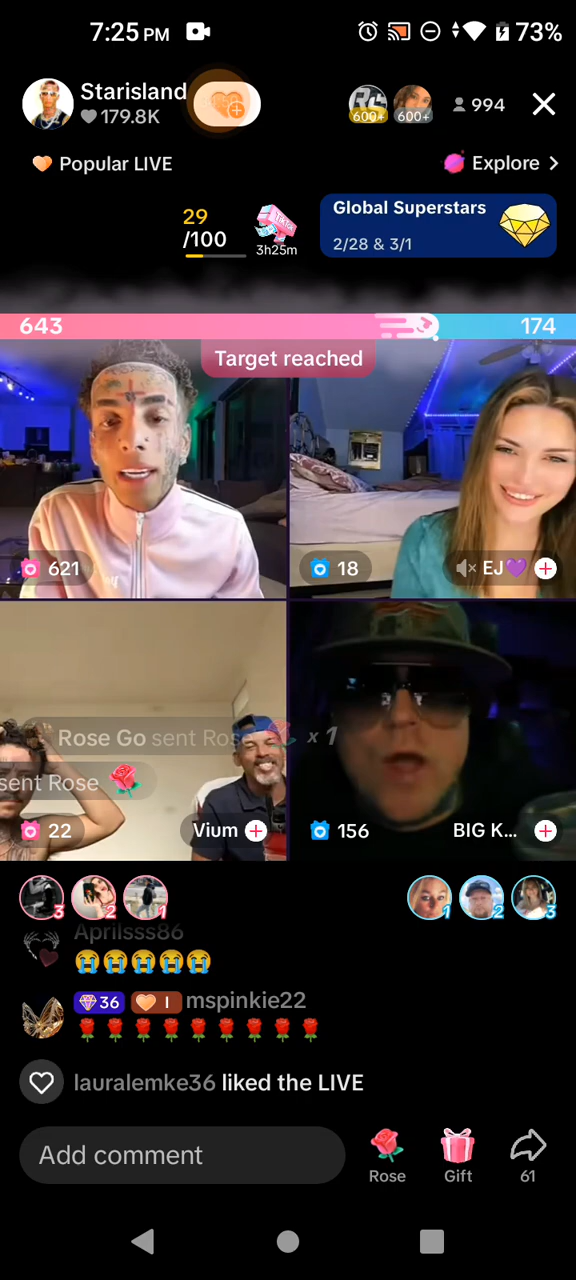 7:25 PM
73%
Starisland
179.8K
600+
600+
994
Popular LIVE
Explore
29
/100
TikTok
3h25m
Global Superstars
2/28 & 3/1
643
174
Target reached
621
18
EJ💜
Rose Go sent Rose x 1
sent Rose
22
Vium
156
BIG K...
3
2
1
1
2
3
Aprilsss86
😭😭😭😭😭
36
I
mspinkie22
🌹🌹🌹🌹🌹🌹🌹🌹🌹
lauralemke36 liked the LIVE
Add comment
Rose
Gift
61